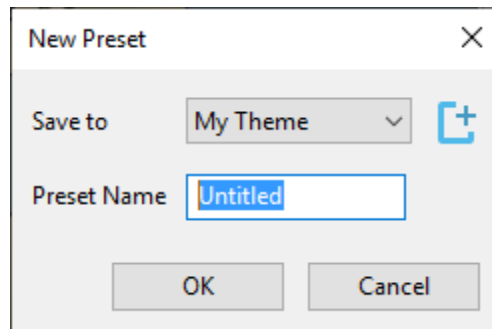 New Preset
Save to My Theme
Preset Name Untitled
OK Cancel